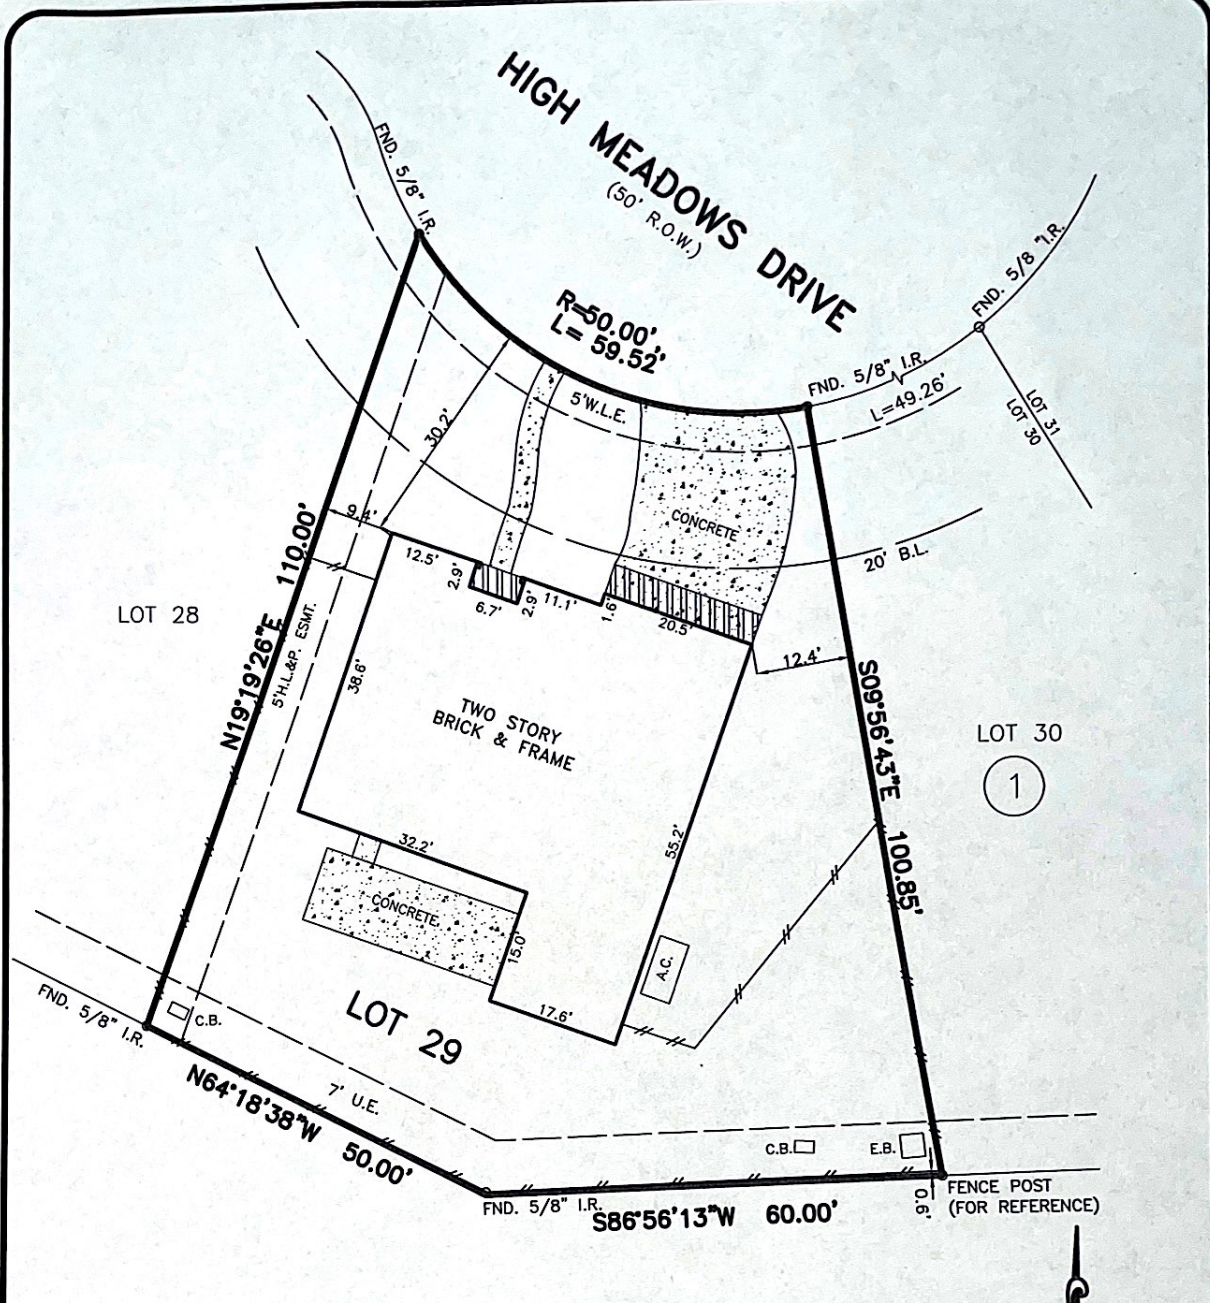 HIGH MEADOWS DRIVE
(50' R.O.W.)
FND. 5/8" I.R.
FND. 5/8 "I.R.
R=50.00',
L= 59.52'
FND. 5/8" I.R.
L=49.26'
LOT 31
LOT 30
5'W.L.E.
30.2'
9.4'
CONCRETE
20' B.L.
12.5'
2.9'
6.7'
2.9'
11.1'
1.6'
20.5'
12.4'
LOT 28
N19°19'26"E 110.00'
5'H.L.&P. ESMT.
38.6'
TWO STORY
BRICK & FRAME
S09°56'43"E 100.85'
LOT 30
1
32.2'
55.2'
CONCRETE
15.0'
A.C.
17.6'
LOT 29
FND. 5/8" I.R.
C.B.
N64°18'38"W 50.00'
7' U.E.
C.B.
E.B.
FND. 5/8" I.R.
S86°56'13"W 60.00'
0.6'
FENCE POST
(FOR REFERENCE)